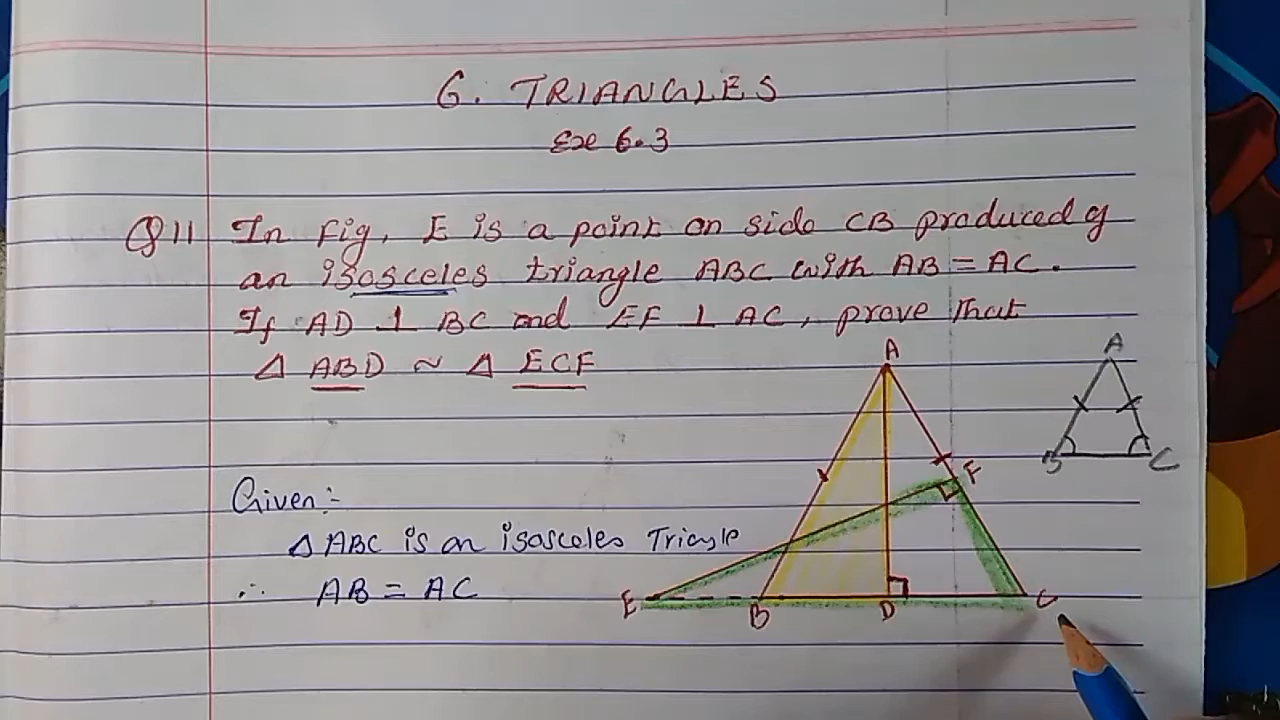 6. TRIANGLES
Exe 6.3
Q11 In Fig, E is a point on side CB produced of
an isosceles triangle ABC with AB = AC.
If AD ⊥ BC and EF ⊥ AC, prove that
Δ ABD ~ Δ ECF
Given:-
Δ ABC is an isosceles Triangle
∴ AB = AC
A
F
E
B
D
C
A
B
C